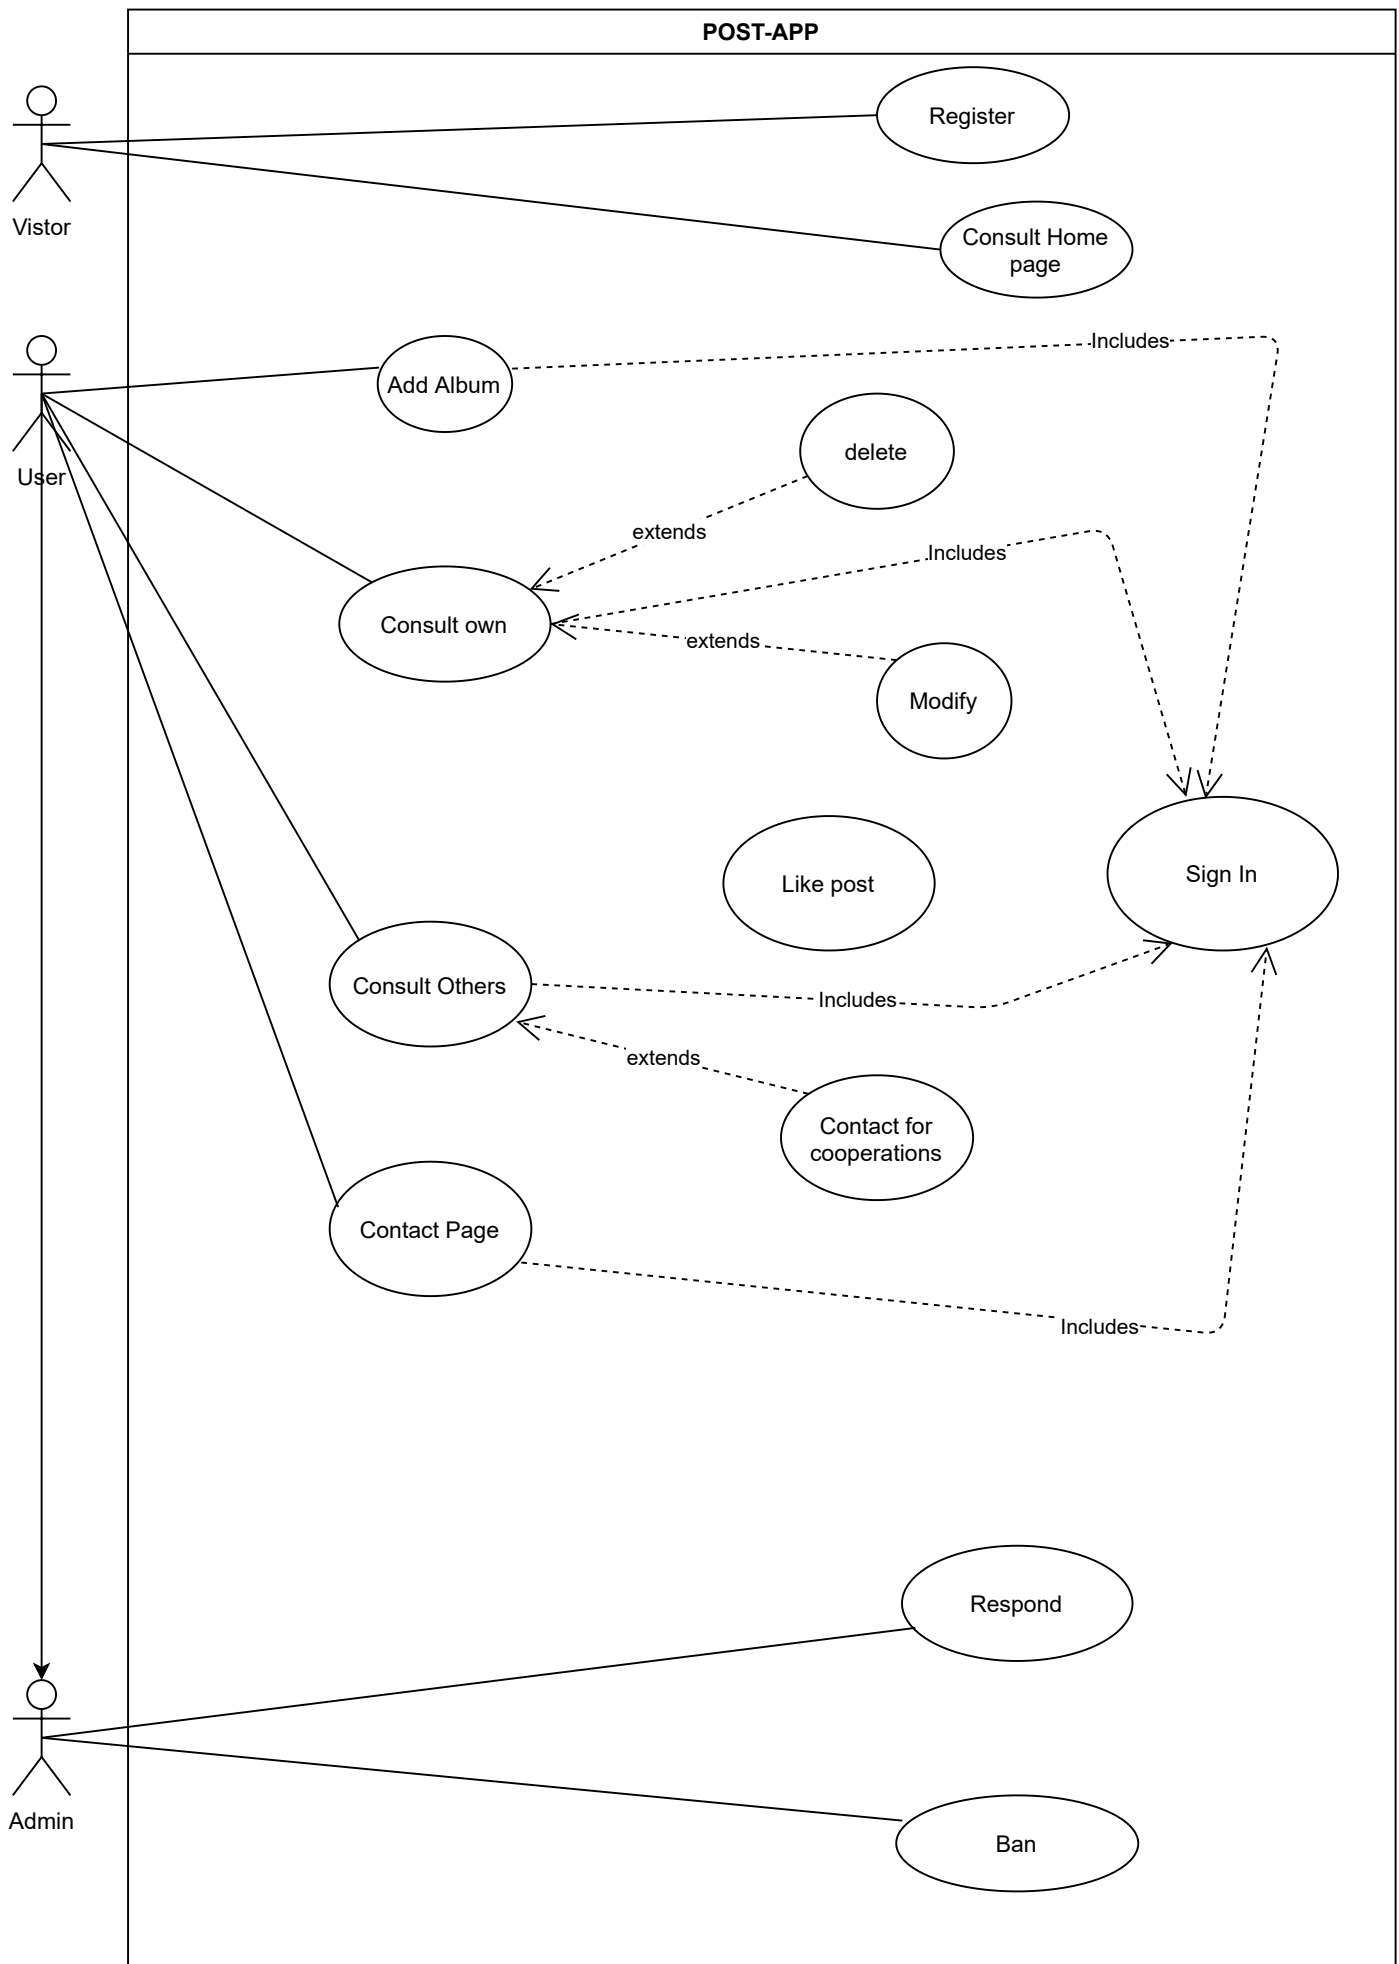 POST-APP
Register
Vistor
Consult Home
page
Includes
Add Album
delete
User
extends
Includes
Consult own
extends
Modify
Like post
Sign In
Consult Others
Includes
extends
Contact for
cooperations
Contact Page
Includes
Respond
Admin
Ban